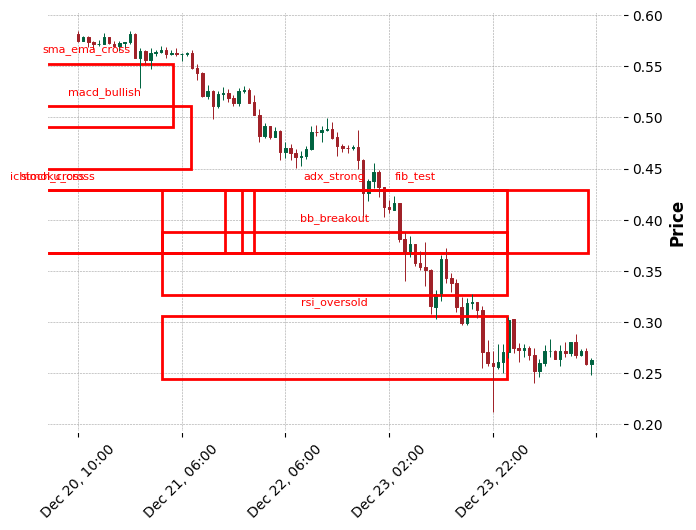 0.60
sma_ema_cross
0.55
macd_bullish
0.50
0.45
adx_strong
fib_test
0.40
bb_breakout
Price
0.35
rsi_oversold
0.30
0.25
0.20
Dec 20, 10:00
Dec 21, 06:00
Dec 22, 06:00
Dec 23, 02:00
Dec 23, 22:00